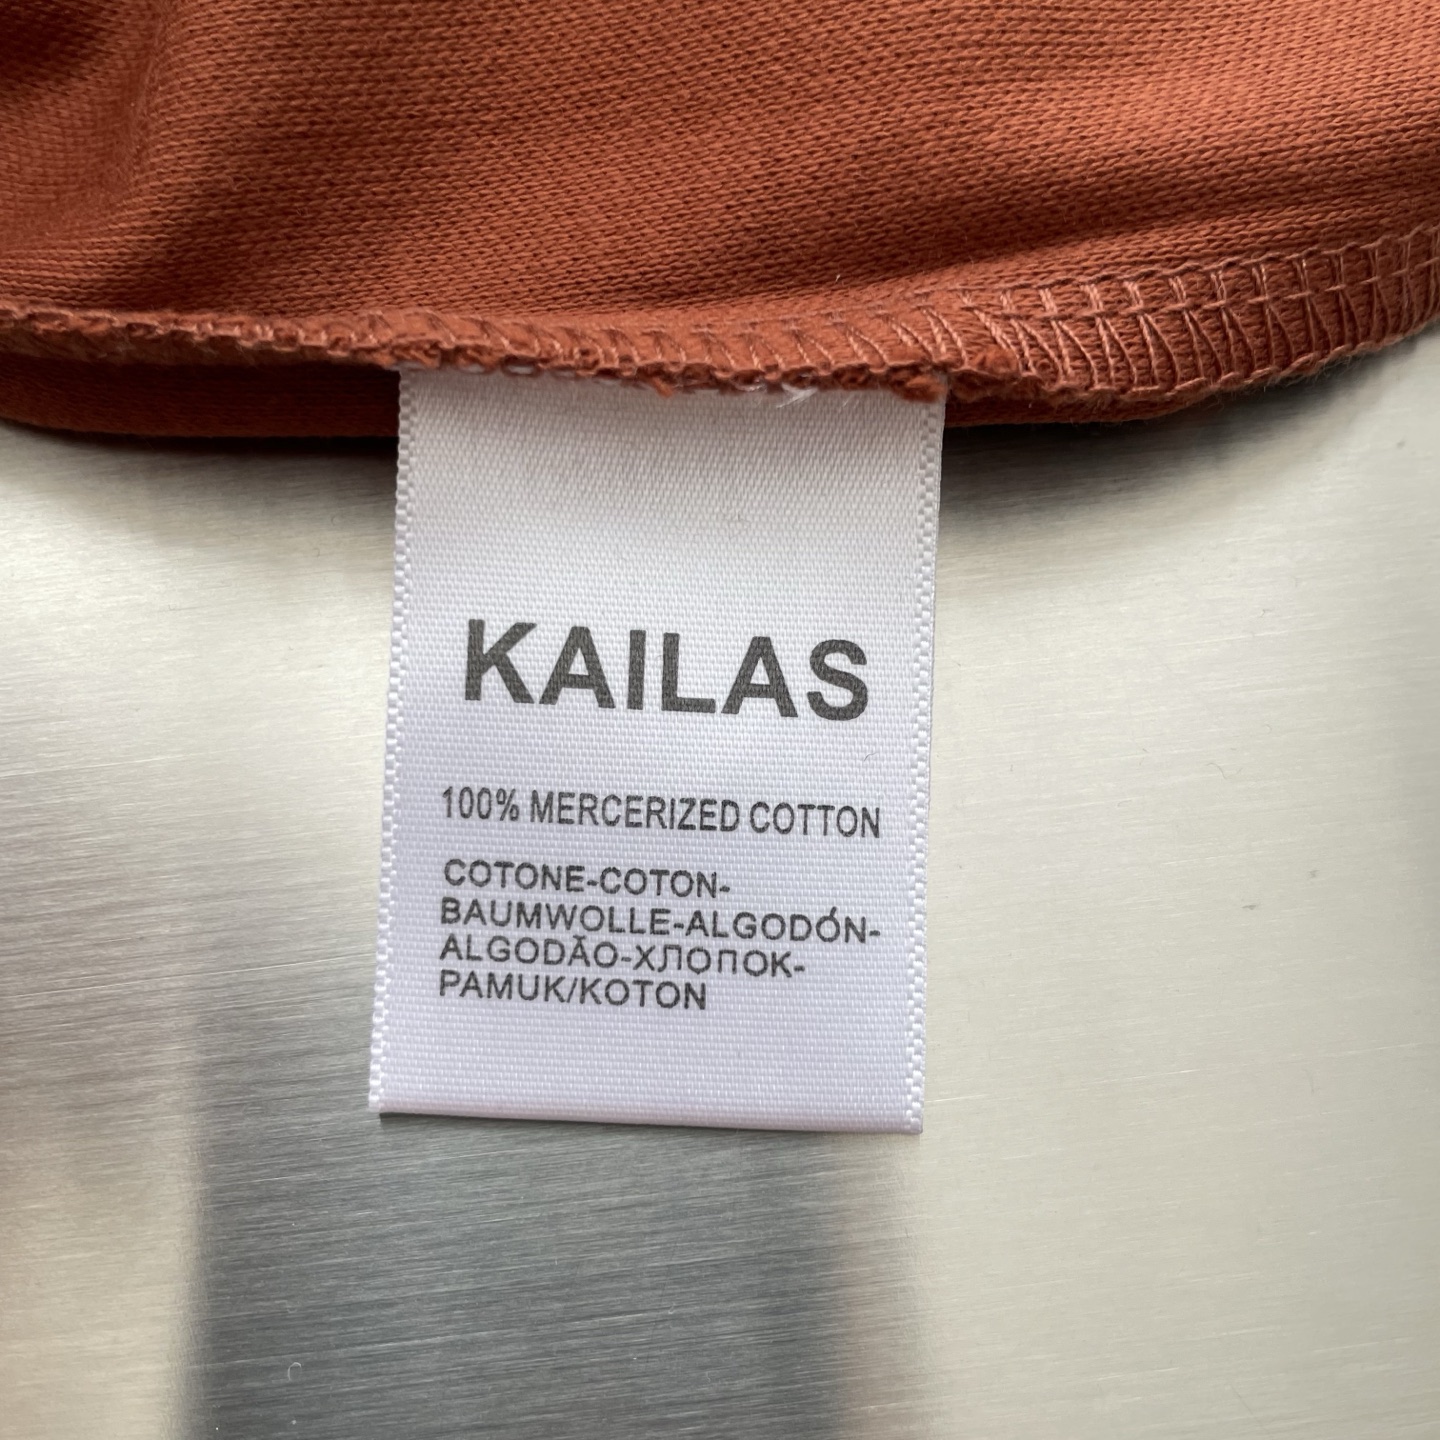 KAILAS
100% MERCERIZED COTTON
COTONE-COTON-
BAUMWOLLE-ALGODÓN-
ALGODÃO-ХЛОПОК-
PAMUK/KOTON